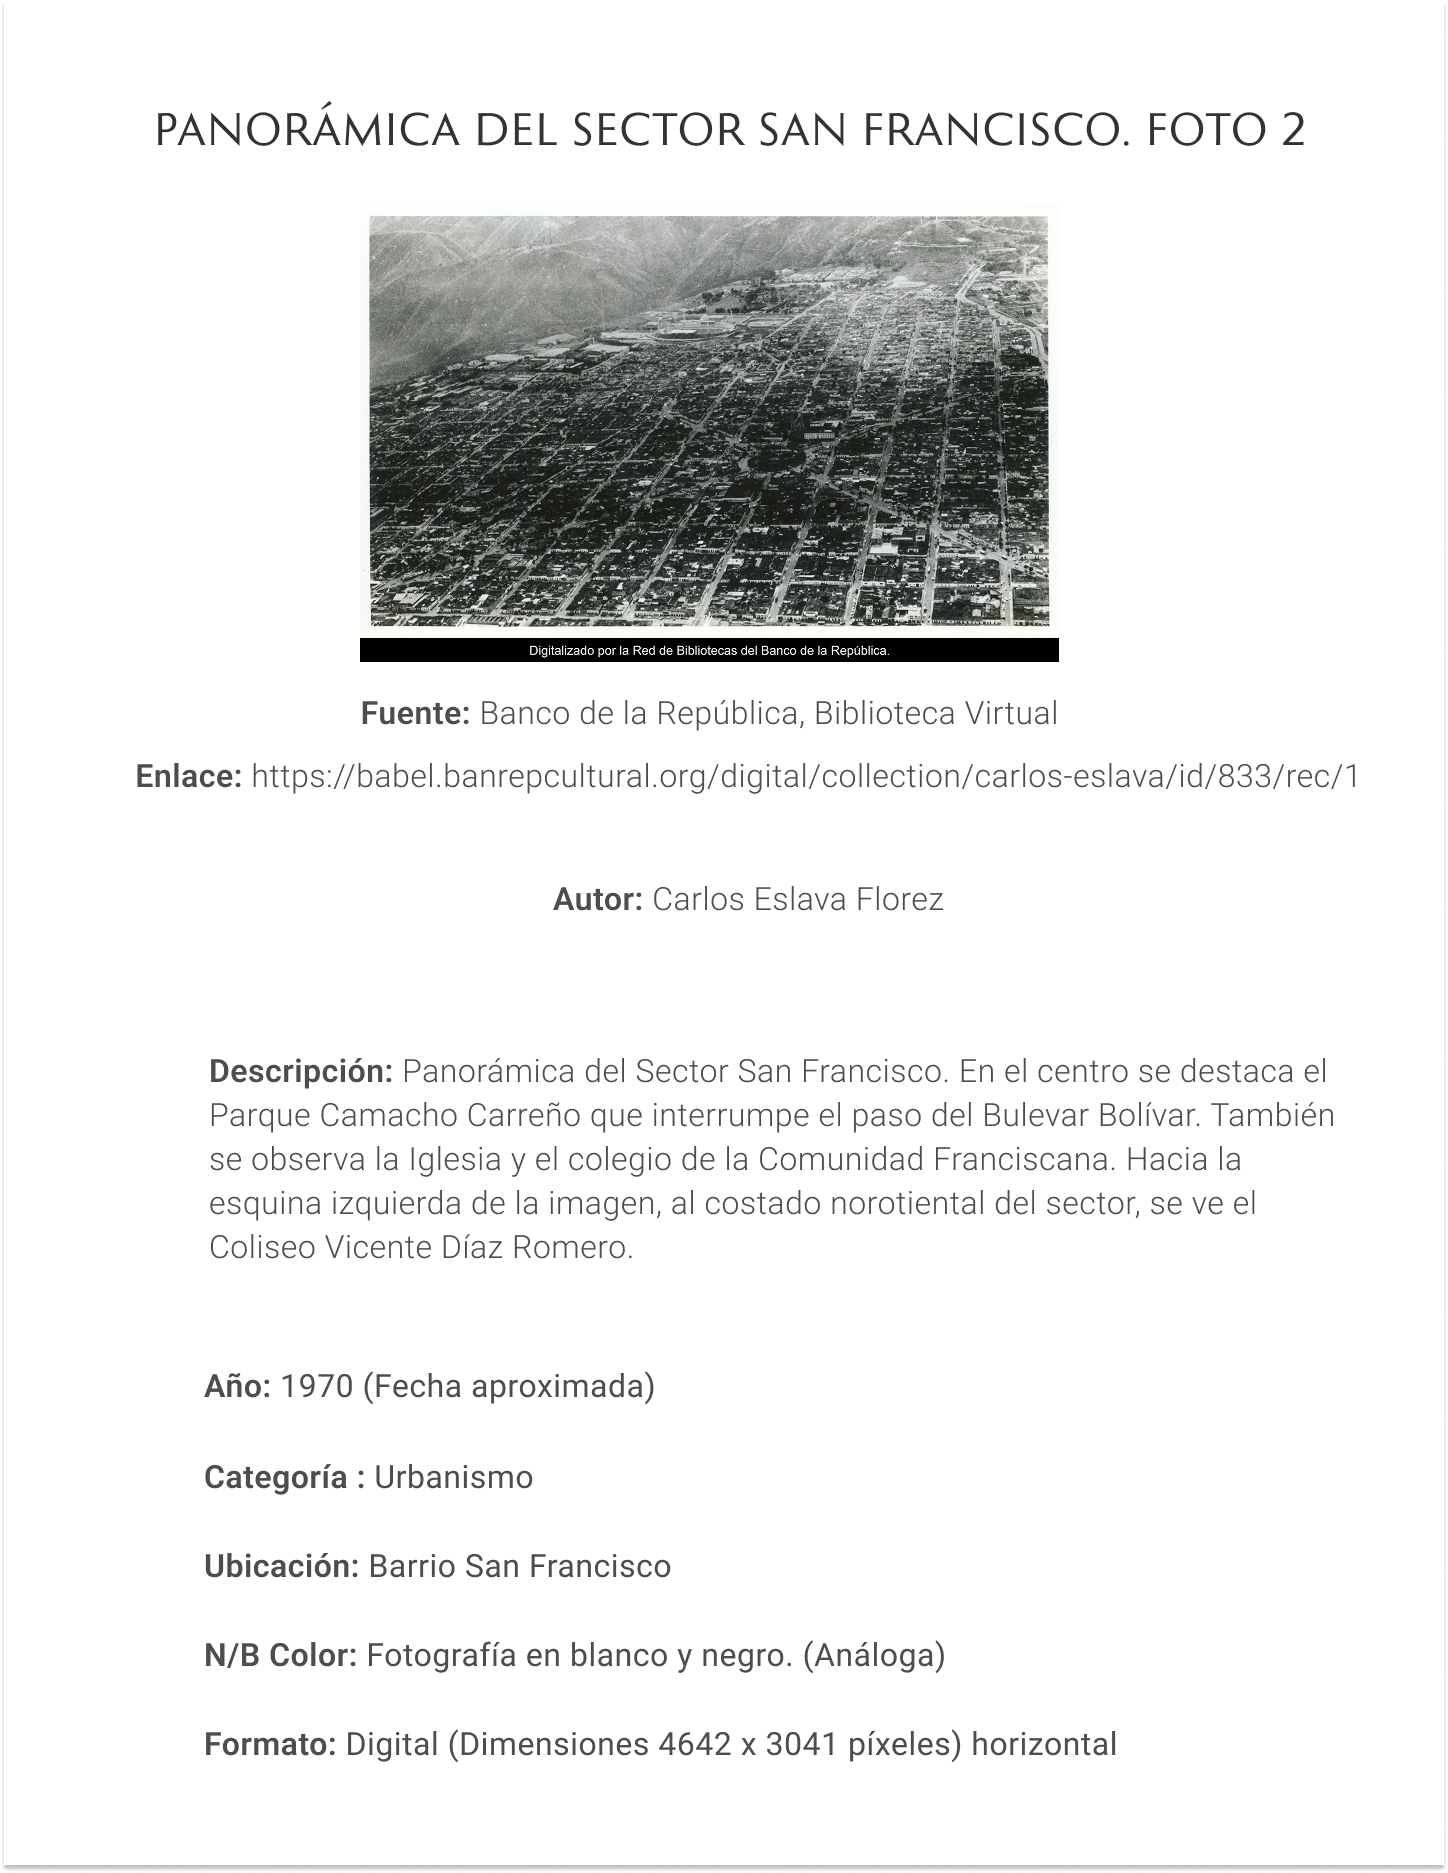 PANORÁMICA DEL SECTOR SAN FRANCISCO. FOTO 2
Digitalizado por la Red de Bibliotecas del Banco de la República.
Fuente: Banco de la República, Biblioteca Virtual
Enlace: https://babel.banrepcultural.org/digital/collection/carlos-eslava/id/833/rec/1
Autor: Carlos Eslava Florez
Descripción: Panorámica del Sector San Francisco. En el centro se destaca el
Parque Camacho Carreño que interrumpe el paso del Bulevar Bolívar. También
se observa la Iglesia y el colegio de la Comunidad Franciscana. Hacia la
esquina izquierda de la imagen, al costado norotiental del sector, se ve el
Coliseo Vicente Díaz Romero.
Año: 1970 (Fecha aproximada)
Categoría : Urbanismo
Ubicación: Barrio San Francisco
N/B Color: Fotografía en blanco y negro. (Análoga)
Formato: Digital (Dimensiones 4642 x 3041 píxeles) horizontal